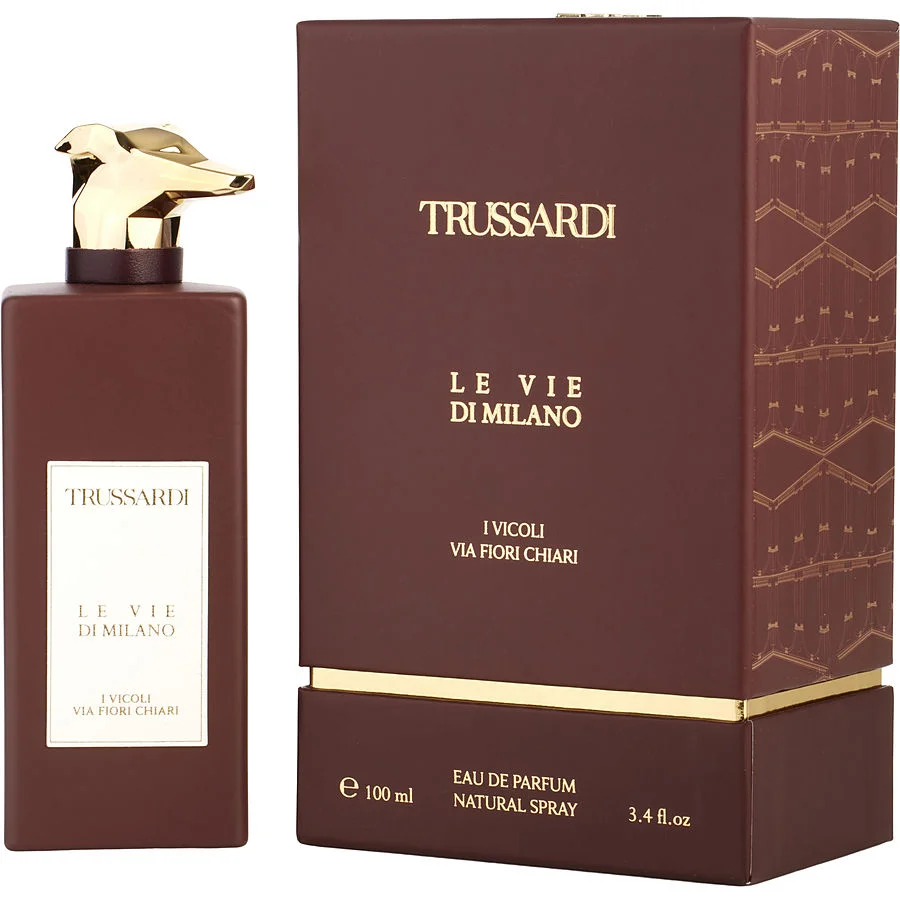 TRUSSARDI
LE VIE
DI MILANO
I VICOLI
VIA FIORI CHIARI
TRUSSARDI
LE VIE
DI MILANO
I VICOLI
VIA FIORI CHIARI
℮ 100 ml
EAU DE PARFUM
NATURAL SPRAY
3.4 fl.oz